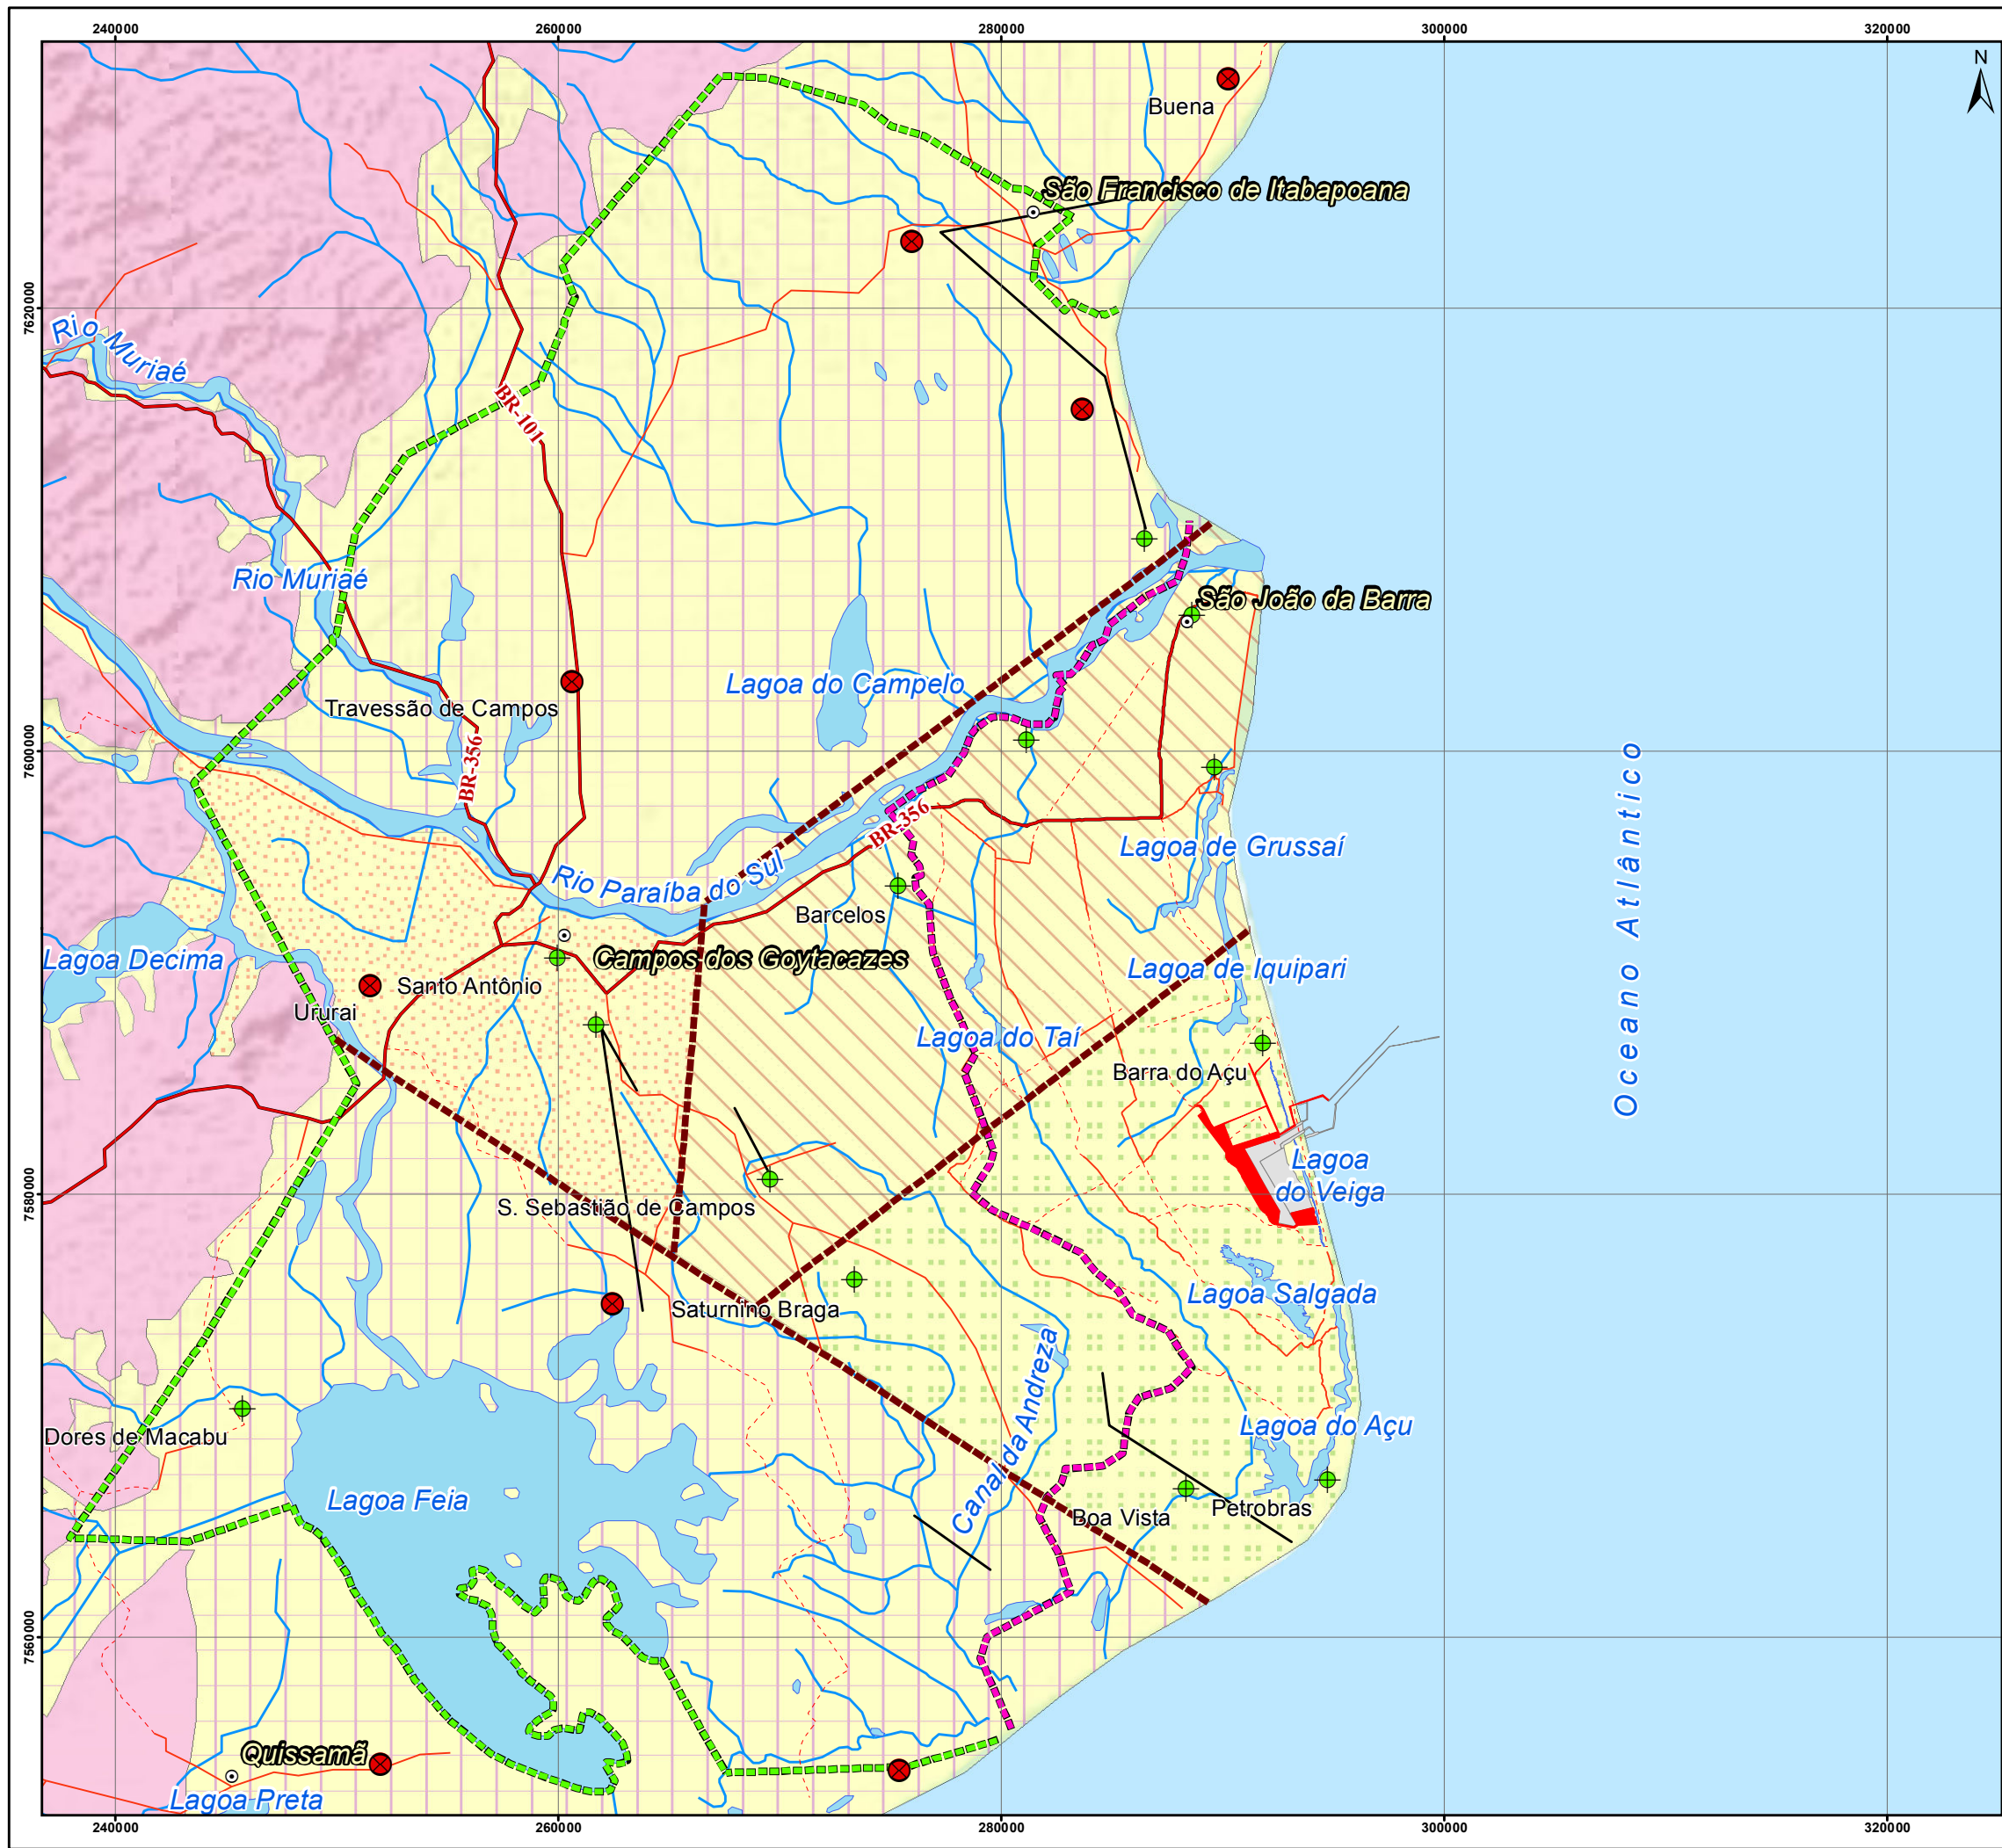 240000
260000
280000
300000
320000
N
Buena
São Francisco de Itabapoana
7620000
Rio Muriaé
BR-101
Rio Muriaé
São João da Barra
Lagoa do Campelo
Travessão de Campos
BR-356
7600000
Oceano Atlântico
BR-356
Lagoa de Grussaí
Rio Paraíba do Sul
Barcelos
Lagoa Decima
Campos dos Goytacazes
Lagoa de Iquipari
Santo Antônio
Ururai
Lagoa do Taí
Barra do Açu
Lagoa
do Veiga
7580000
S. Sebastião de Campos
Lagoa Salgada
Saturnino Braga
Canal da Andreza
Lagoa do Açu
Dores de Macabu
Lagoa Feia
Petrobras
Boa Vista
7560000
Quissamã
Lagoa Preta
240000
260000
280000
300000
320000